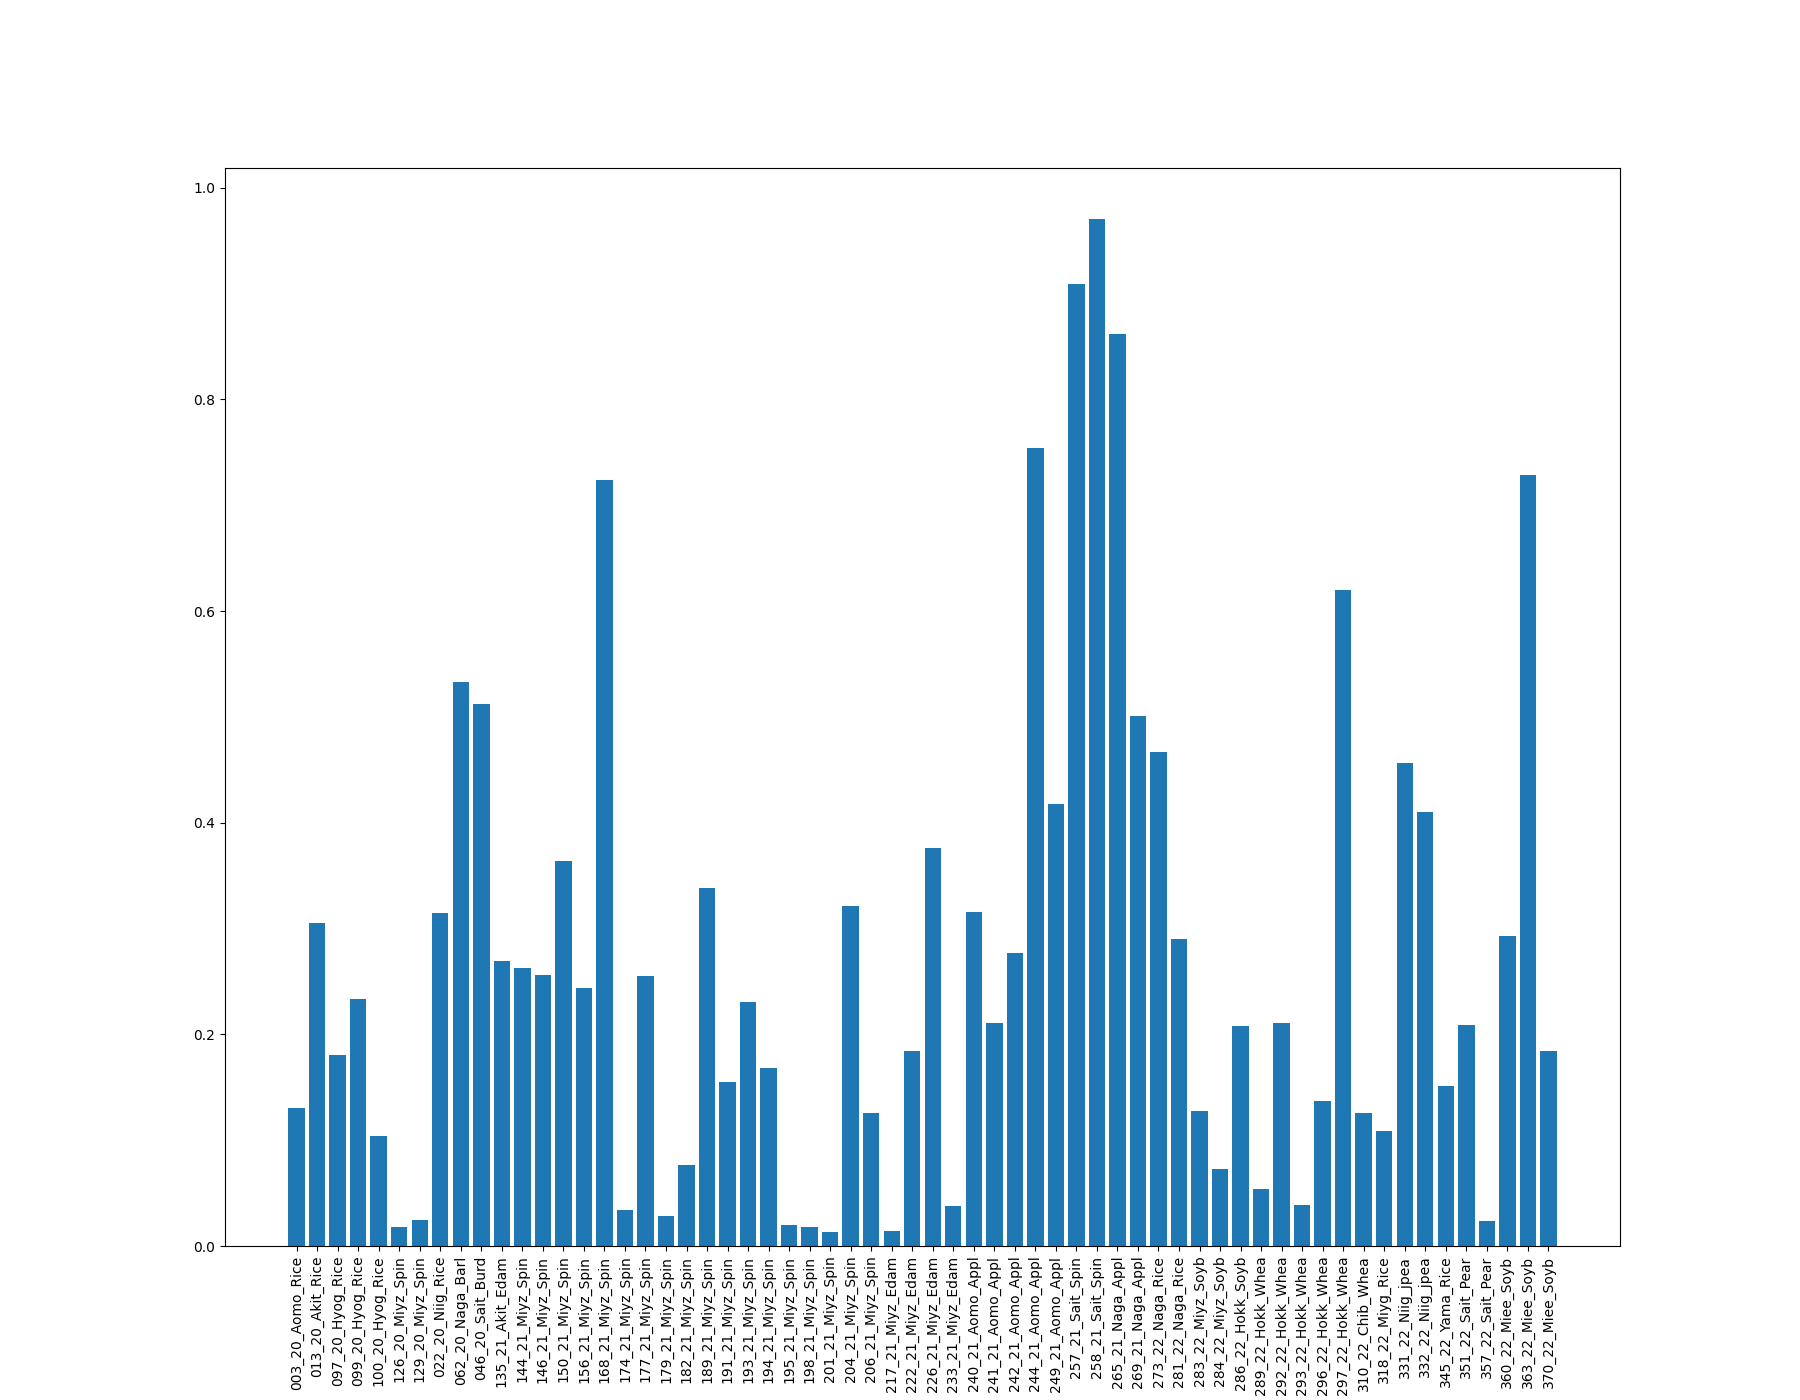 1.0
0.8
0.6
0.4
0.2
0.0
003_20_Aomo_Rice
013_20_Akit_Rice
097_20_Hyog_Rice
099_20_Hyog_Rice
100_20_Hyog_Rice
126_20_Miyz_Spin
129_20_Miyz_Spin
022_20_Niig_Rice
062_20_Naga_Barl
046_20_Sait_Burd
135_21_Akit_Edam
144_21_Miyz_Spin
146_21_Miyz_Spin
150_21_Miyz_Spin
156_21_Miyz_Spin
168_21_Miyz_Spin
174_21_Miyz_Spin
177_21_Miyz_Spin
179_21_Miyz_Spin
182_21_Miyz_Spin
189_21_Miyz_Spin
191_21_Miyz_Spin
193_21_Miyz_Spin
194_21_Miyz_Spin
195_21_Miyz_Spin
198_21_Miyz_Spin
201_21_Miyz_Spin
204_21_Miyz_Spin
206_21_Miyz_Spin
217_21_Miyz_Edam
222_21_Miyz_Edam
226_21_Miyz_Edam
233_21_Miyz_Edam
240_21_Aomo_Appl
241_21_Aomo_Appl
242_21_Aomo_Appl
244_21_Aomo_Appl
249_21_Aomo_Appl
257_21_Sait_Spin
258_21_Sait_Spin
265_21_Naga_Appl
269_21_Naga_Appl
273_22_Naga_Rice
281_22_Naga_Rice
283_22_Miyz_Soyb
284_22_Miyz_Soyb
286_22_Hokk_Soyb
289_22_Hokk_Whea
292_22_Hokk_Whea
293_22_Hokk_Whea
296_22_Hokk_Whea
297_22_Hokk_Whea
310_22_Chib_Whea
318_22_Miyg_Rice
331_22_Niig_jpea
332_22_Niig_jpea
345_22_Yama_Rice
351_22_Sait_Pear
357_22_Sait_Pear
360_22_Miee_Soyb
363_22_Miee_Soyb
370_22_Miee_Soyb